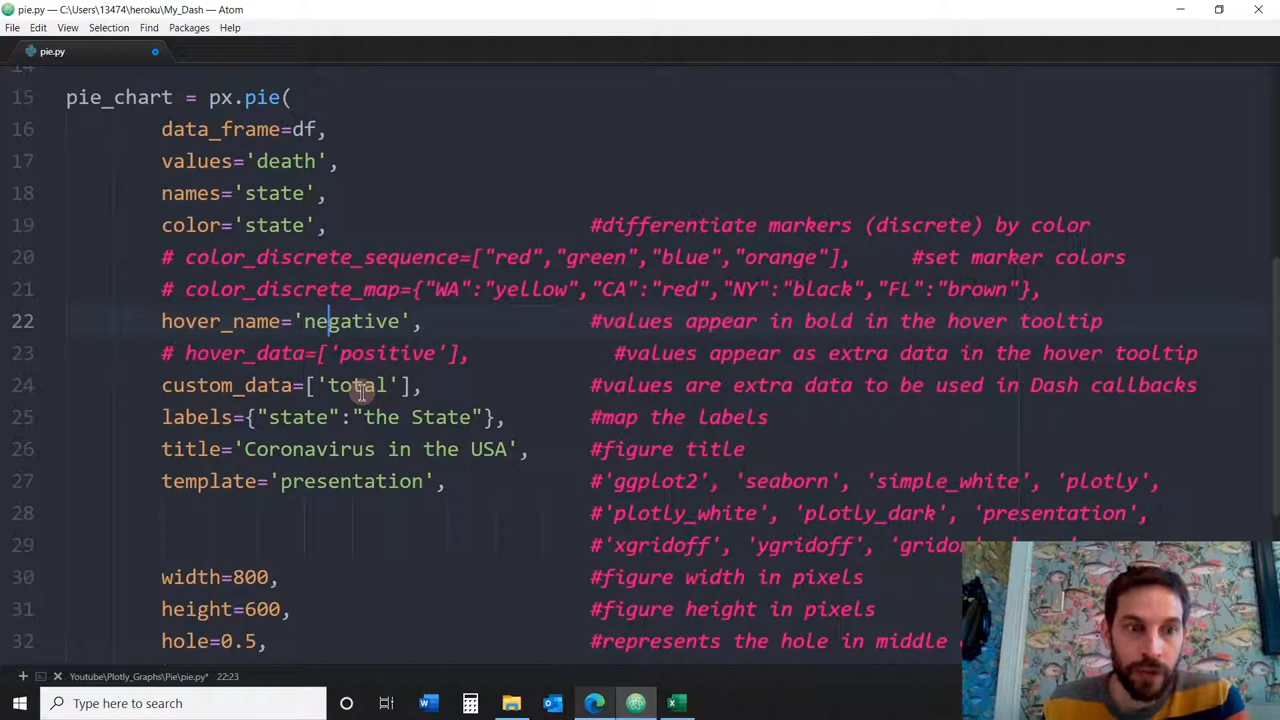 pie.py — C:\Users\13474\heroku\My_Dash — Atom
File Edit View Selection Find Packages Help
pie.py
14
15 pie_chart = px.pie(
16 data_frame=df,
17 values='death',
18 names='state',
19 color='state', #differentiate markers (discrete) by color
20 # color_discrete_sequence=["red","green","blue","orange"], #set marker colors
21 # color_discrete_map={"WA":"yellow","CA":"red","NY":"black","FL":"brown"},
22 hover_name='negative', #values appear in bold in the hover tooltip
23 # hover_data=['positive'], #values appear as extra data in the hover tooltip
24 custom_data=['total'], #values are extra data to be used in Dash callbacks
25 labels={"state":"the State"}, #map the labels
26 title='Coronavirus in the USA', #figure title
27 template='presentation', #'ggplot2', 'seaborn', 'simple_white', 'plotly',
28 #'plotly_white', 'plotly_dark', 'presentation',
29 #'xgridoff', 'ygridoff',
30 width=800, #figure width in pixels
31 height=600, #figure height in pixels
32 hole=0.5, #represents the hole in middle
Youtube\Plotly_Graphs\Pie\pie.py* 22:23
Type here to search